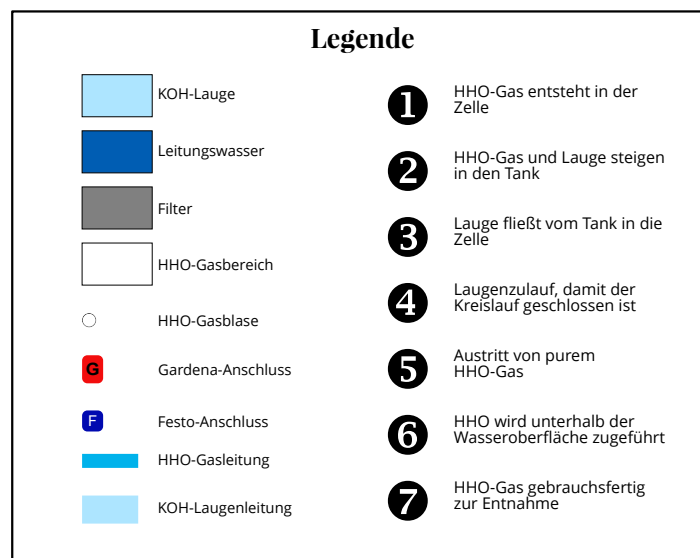 Legende
KOH-Lauge
Leitungswasser
Filter
HHO-Gasbereich
HHO-Gasblase
G
Gardena-Anschluss
F
Festo-Anschluss
HHO-Gasleitung
KOH-Laugenleitung
1
HHO-Gas entsteht in der
Zelle
2
HHO-Gas und Lauge steigen
in den Tank
3
Lauge fließt vom Tank in die
Zelle
4
Laugenzulauf, damit der
Kreislauf geschlossen ist
5
Austritt von purem
HHO-Gas
6
HHO wird unterhalb der
Wasseroberfläche zugeführt
7
HHO-Gas gebrauchsfertig
zur Entnahme